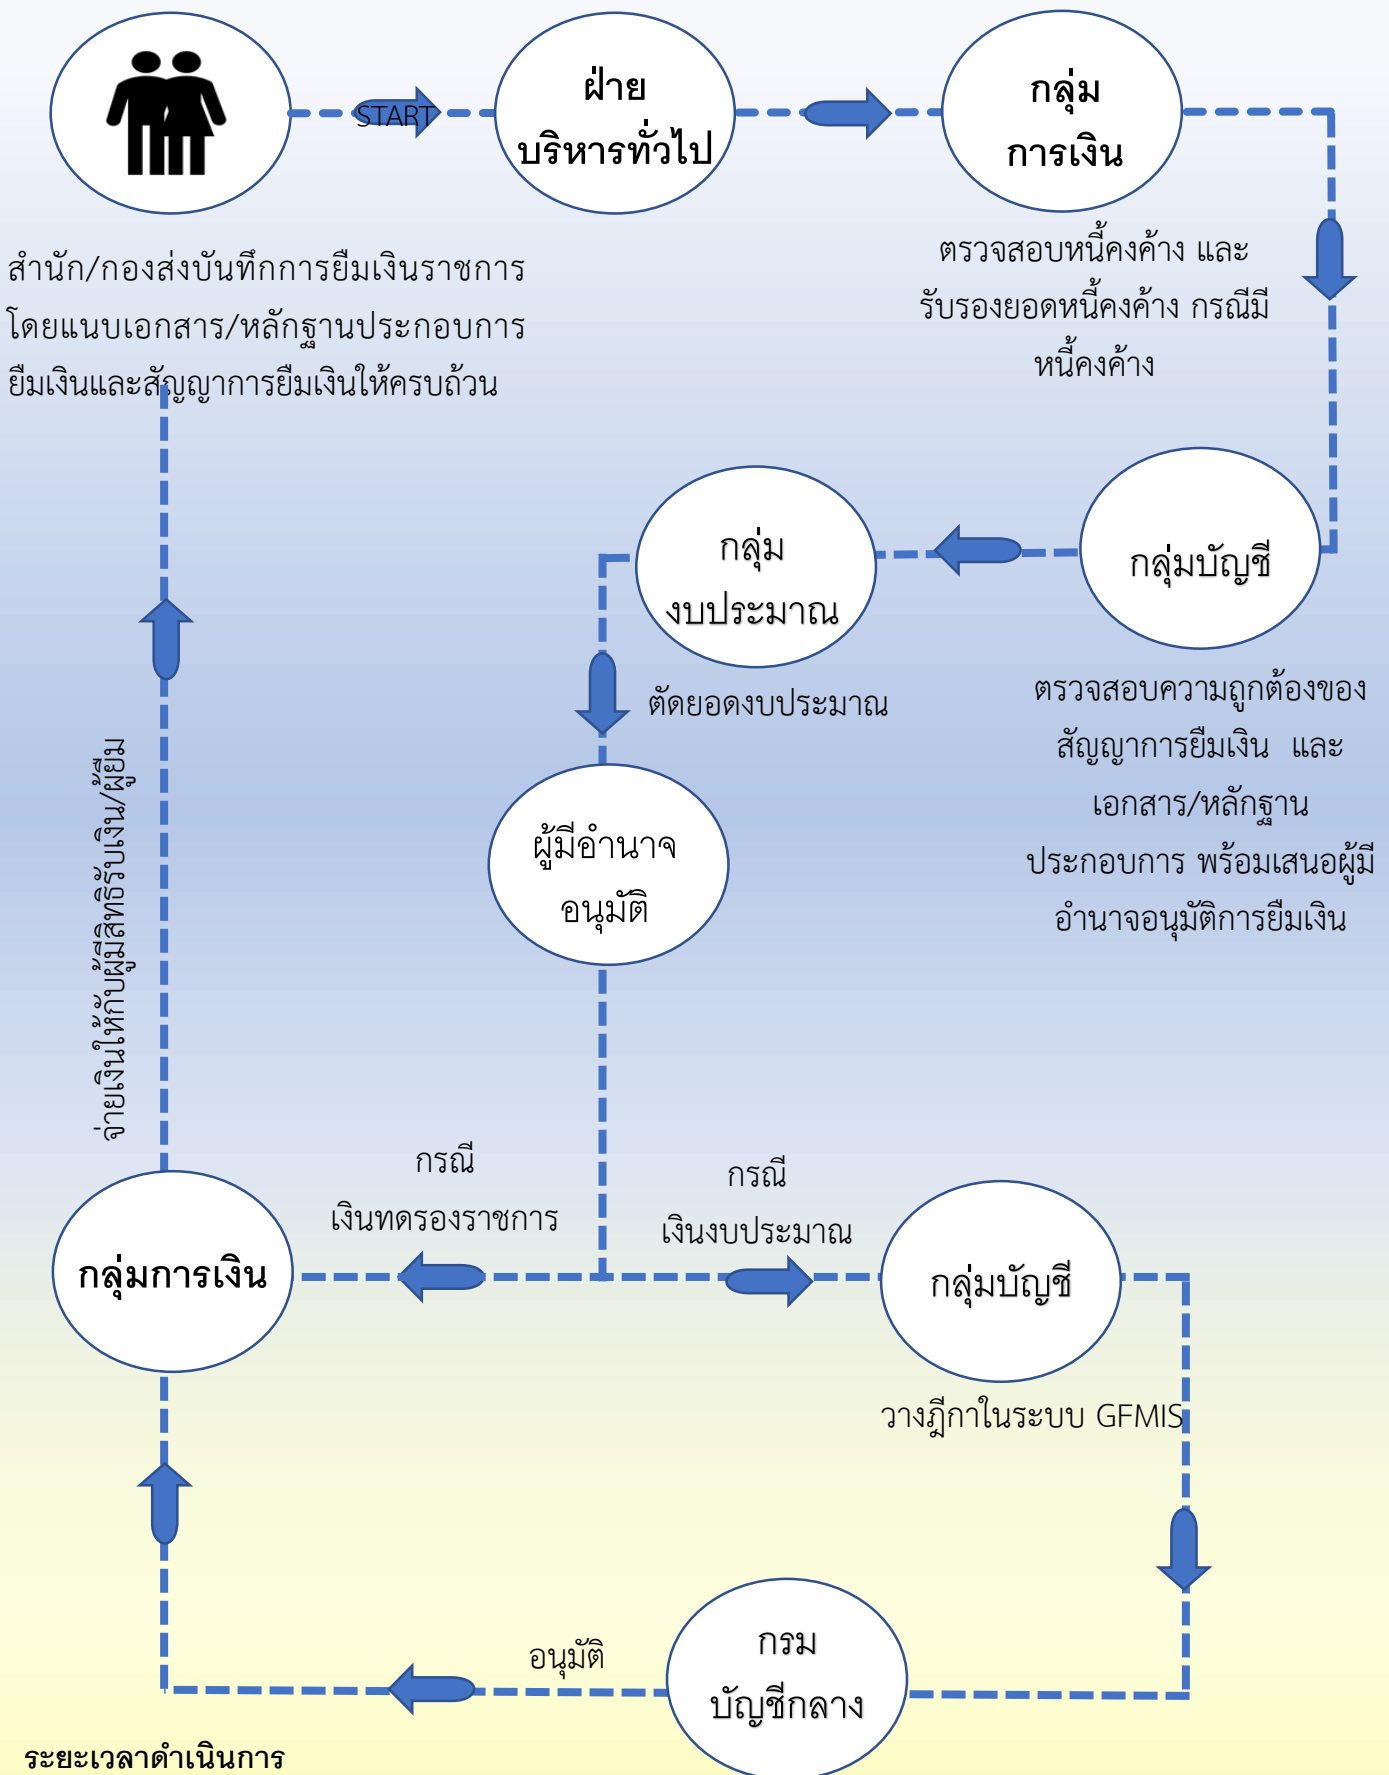 START
ฝ่าย
บริหารทั่วไป
กลุ่ม
การเงิน
สำนัก/กองส่งบันทึกการยืมเงินราชการ
โดยแนบเอกสาร/หลักฐานประกอบการ
ยืมเงินและสัญญาการยืมเงินให้ครบถ้วน
ตรวจสอบหนี้คงค้าง และ
รับรองยอดหนี้คงค้าง กรณีมี
หนี้คงค้าง
กลุ่มบัญชี
ตรวจสอบความถูกต้องของ
สัญญาการยืมเงิน และ
เอกสาร/หลักฐาน
ประกอบการ พร้อมเสนอผู้มี
อำนาจอนุมัติการยืมเงิน
กลุ่ม
งบประมาณ
ตัดยอดงบประมาณ
ผู้มีอำนาจ
อนุมัติ
กรณี
เงินทดรองราชการ
กรณี
เงินงบประมาณ
กลุ่มบัญชี
วางฎีกาในระบบ GFMIS
กรม
บัญชีกลาง
อนุมัติ
กลุ่มการเงิน
จ่ายเงินให้กับผู้มีสิทธิรับเงิน/ผู้ยืม
ระยะเวลาดำเนินการ